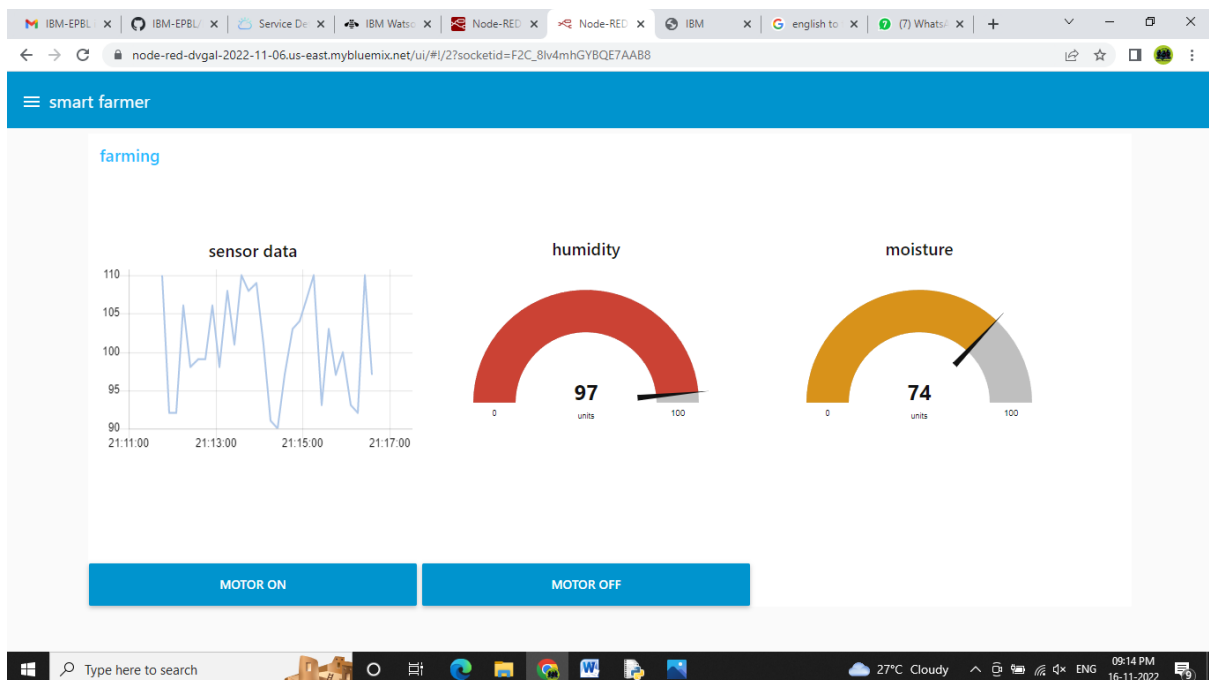 IBM-EPBL
IBM-EPBL/
Service De
IBM Watso
Node-RED
Node-RED
IBM
english to
(7) WhatsA
node-red-dvgal-2022-11-06.us-east.mybluemix.net/ui/#!/2?socketid=F2C_8lv4mhGYBQE7AAB8
smart farmer
farming
sensor data
110
105
100
95
90
21:11:00 21:13:00 21:15:00 21:17:00
humidity
97
units
0 100
moisture
74
units
0 100
MOTOR ON
MOTOR OFF
Type here to search
27°C Cloudy
ENG
09:14 PM
16-11-2022
9